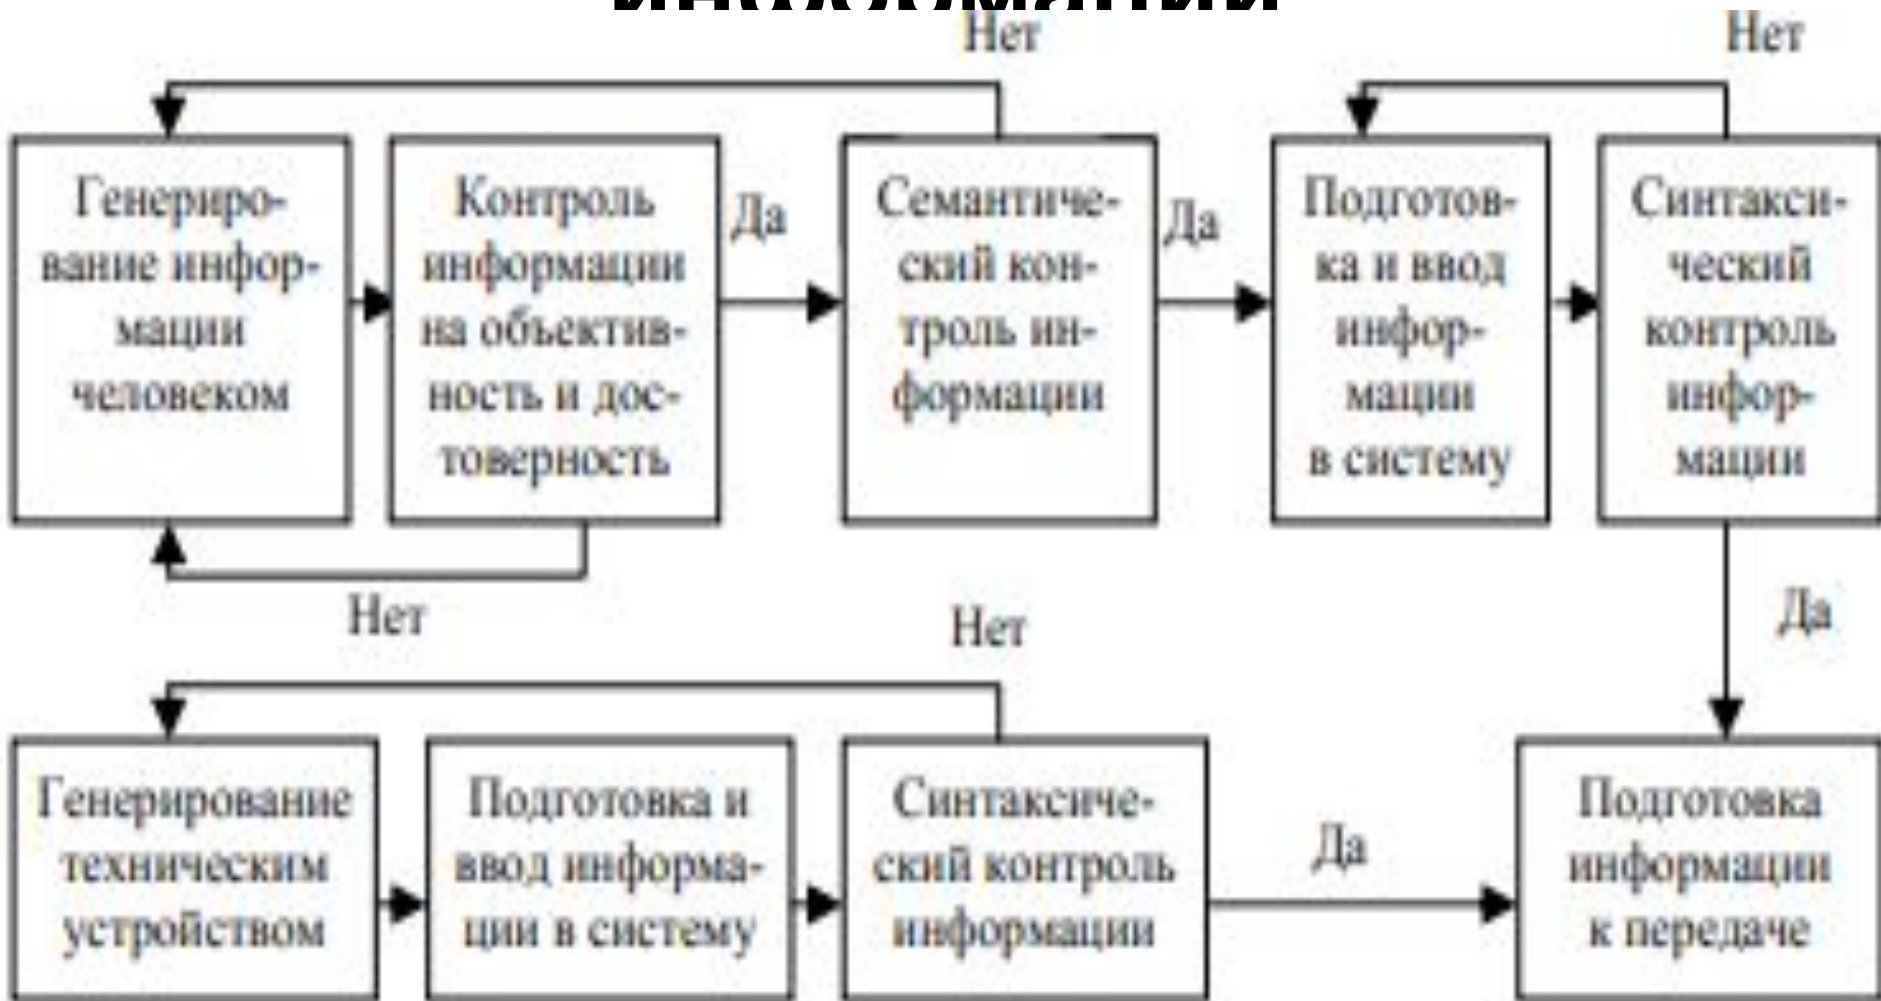 информации
Нет
Нет
Генериро-
вание инфор-
мации
человеком
Контроль
информации
на объектив-
ность и дос-
товерность
Да
Семантиче-
ский кон-
троль ин-
формации
Да
Подготов-
ка и ввод
инфор-
мации
в систему
Синтакси-
ческий
контроль
инфор-
мации
Нет
Нет
Да
Генерирование
техническим
устройством
Подготовка и
ввод информа-
ции в систему
Синтаксиче-
ский контроль
информации
Да
Подготовка
информации
к передаче